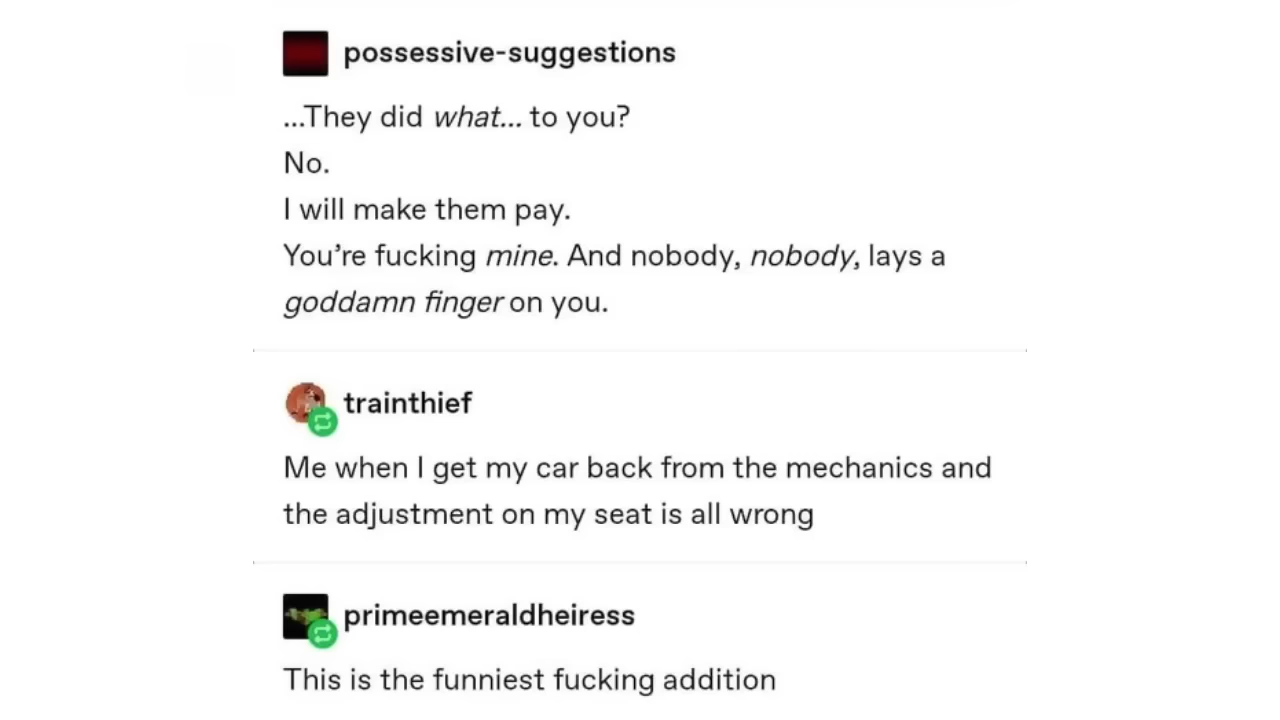 possessive-suggestions
...They did what... to you?
No.
I will make them pay.
You’re fucking mine. And nobody, nobody, lays a
goddamn finger on you.
trainthief
Me when I get my car back from the mechanics and
the adjustment on my seat is all wrong
primeemeraldheiress
This is the funniest fucking addition